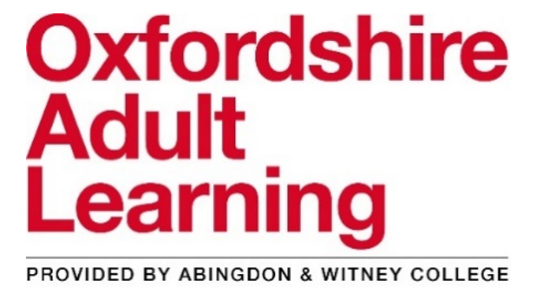 Oxfordshire
Adult
Learning
PROVIDED BY ABINGDON & WITNEY COLLEGE